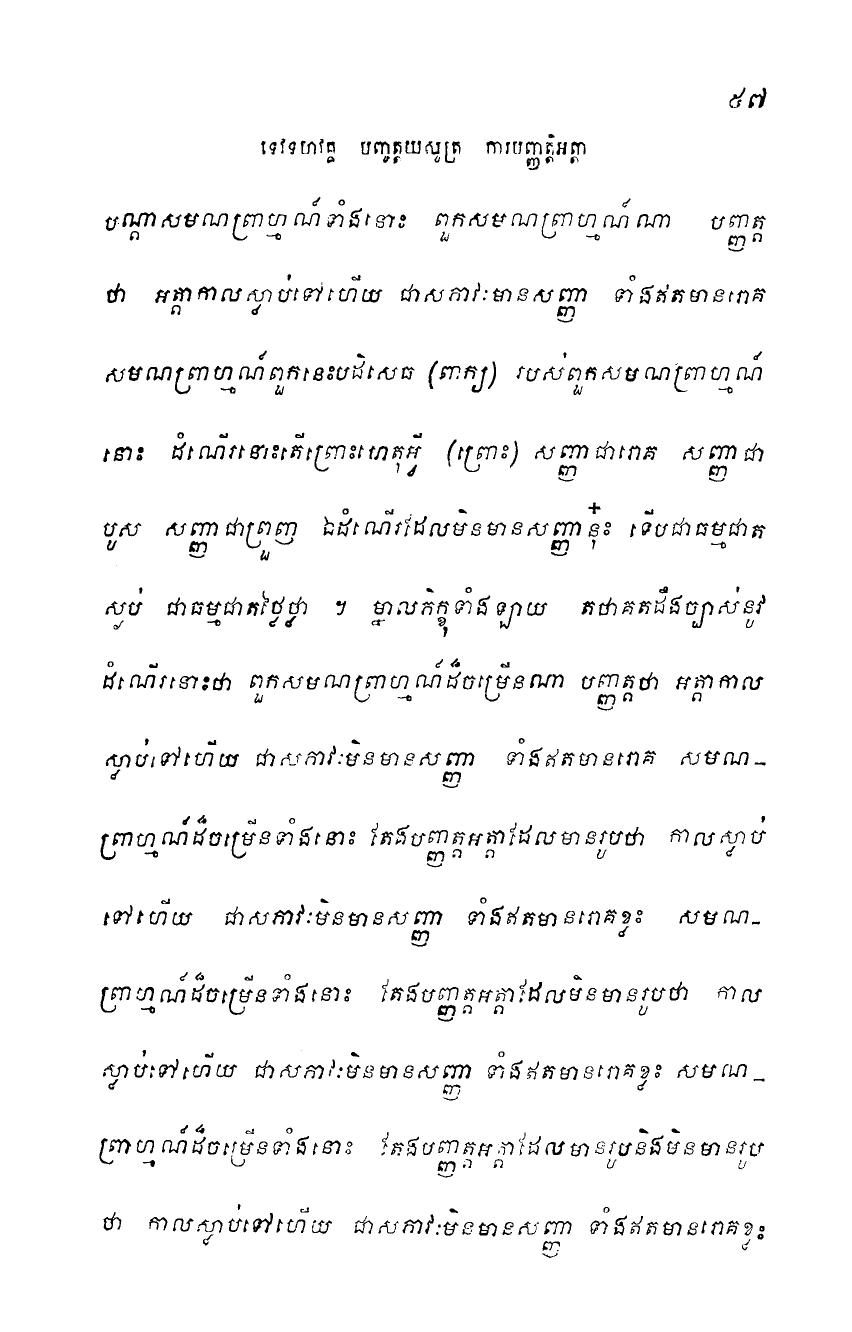 ៥៧
ទេវទហវគ្គ បញ្ចត្តយសូត្រ ការបញ្ញត្តិអត្តា
បណ្តាសមណព្រាហ្មណ៍ទាំងនោះ ពួកសមណព្រាហ្មណ៍ណា បញ្ញត្ត
ថា អត្តាកាលស្លាប់ទៅហើយ ជាសភាវៈមានសញ្ញា ទាំងឥតមានរោគ
សមណព្រាហ្មណ៍ពួកនេះបដិសេធ (ពាក្យ) របស់ពួកសមណព្រាហ្មណ៍
នោះ ដំណើរនោះតើព្រោះហេតុអ្វី (ព្រោះ) សញ្ញាជារោគ សញ្ញាជា
បូស សញ្ញាជាព្រួញ ឯដំណើរដែលមិនមានសញ្ញានុ៎ះ ទើបជាធម្មជាត
ស្ងប់ ជាធម្មជាតថ្លៃថ្លា ។ ម្នាលភិក្ខុទាំងឡាយ តថាគតដឹងច្បាស់នូវ
ដំណើរនោះថា ពួកសមណព្រាហ្មណ៍ដ៏ចម្រើនណា បញ្ញត្តថា អត្តាកាល
ស្លាប់ទៅហើយ ជាសភាវៈមិនមានសញ្ញា ទាំងឥតមានរោគ សមណ-
ព្រាហ្មណ៍ដ៏ចម្រើនទាំងនោះ តែងបញ្ញត្តអត្តាដែលមានរូបថា កាលស្លាប់
ទៅហើយ ជាសភាវៈមិនមានសញ្ញា ទាំងឥតមានរោគខ្លះ សមណ-
ព្រាហ្មណ៍ដ៏ចម្រើនទាំងនោះ តែងបញ្ញត្តអត្តាដែលមិនមានរូបថា កាល
ស្លាប់ទៅហើយ ជាសភាវៈមិនមានសញ្ញា ទាំងឥតមានរោគខ្លះ សមណ-
ព្រាហ្មណ៍ដ៏ចម្រើនទាំងនោះ តែងបញ្ញត្តអត្តាដែលមានរូបនិងមិនមានរូប
ថា កាលស្លាប់ទៅហើយ ជាសភាវៈមិនមានសញ្ញា ទាំងឥតមានរោគខ្លះ